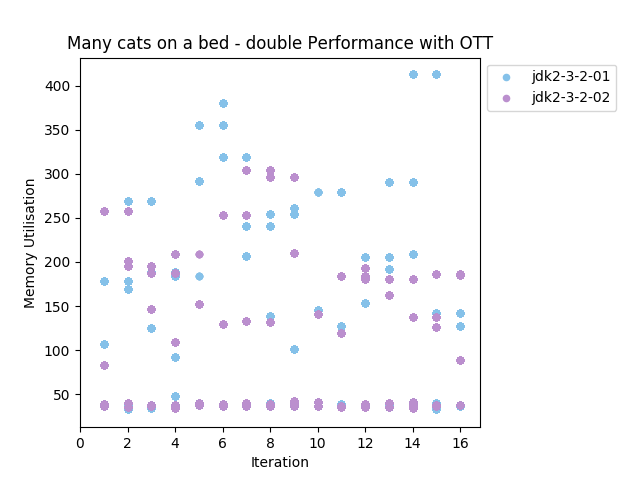 Many cats on a bed - double Performance with OTT
jdk2-3-2-01
jdk2-3-2-02
Memory Utilisation
400
350
300
250
200
150
100
50
0 2 4 6 8 10 12 14 16
Iteration